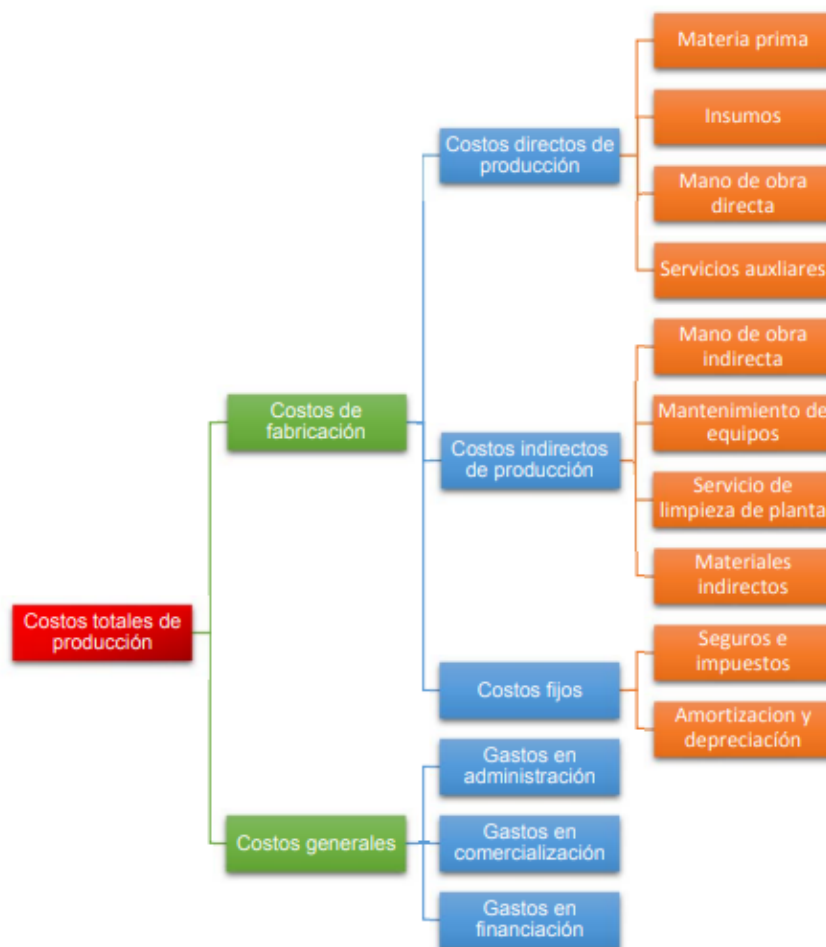 Materia prima
Insumos
Costos directos de
producción
Mano de obra
directa
Servicios auxliares
Mano de obra
indirecta
Costos de
fabricación
Mantenimiento de
equipos
Costos indirectos
de producción
Servicio de
limpieza de planta
Materiales
indirectos
Costos totales de
producción
Seguros e
impuestos
Costos fijos
Amortizacion y
depreciación
Gastos en
administración
Costos generales
Gastos en
comercialización
Gastos en
financiación